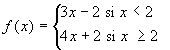 f(x) = { 3x − 2 si x < 2
4x + 2 si x ≥ 2